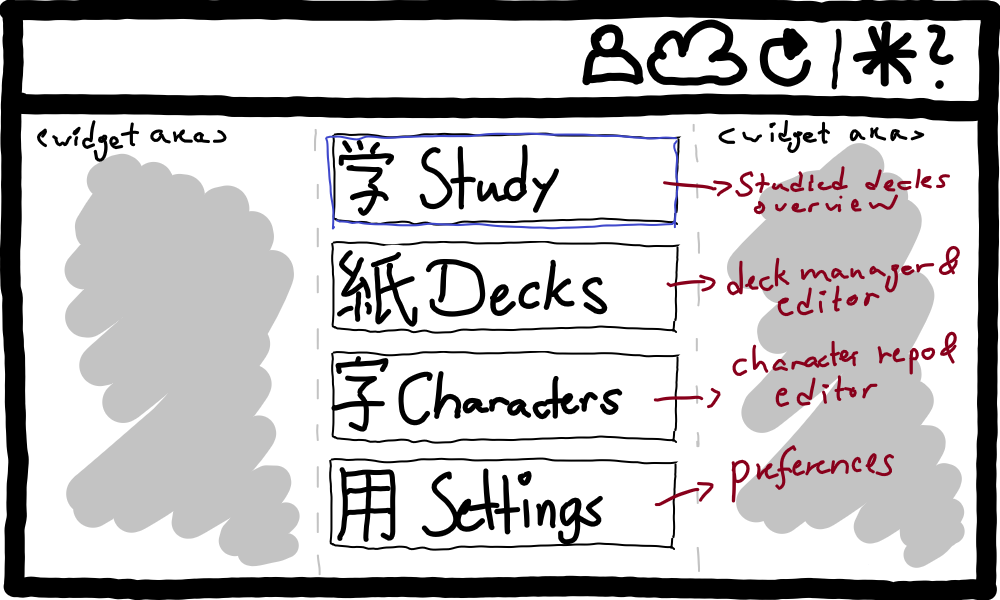 ?
<widget area>
<widget area>
学 Study
Studied decks
overview
紙 Decks
deck manager &
editor
字 Characters
character repo &
editor
用 Settings
preferences